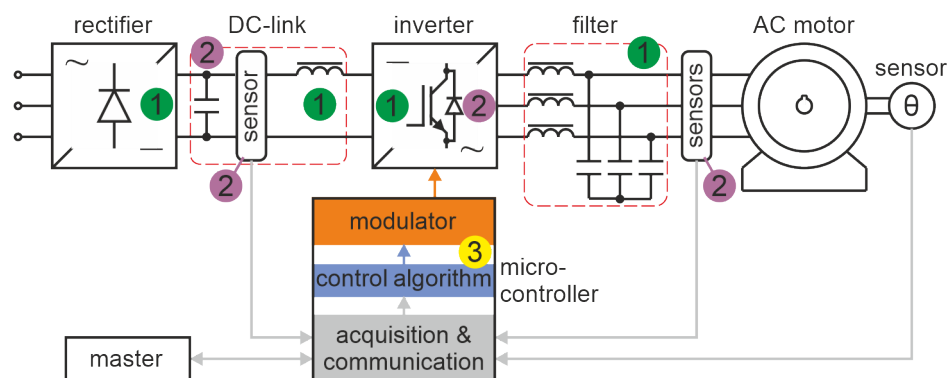 rectifier
DC-link
inverter
filter
AC motor
sensor
~
1
—
2
sensor
1
2
—
1
2
~
1
sensors
2
θ
modulator
3
control algorithm
micro-
controller
acquisition &
communication
master